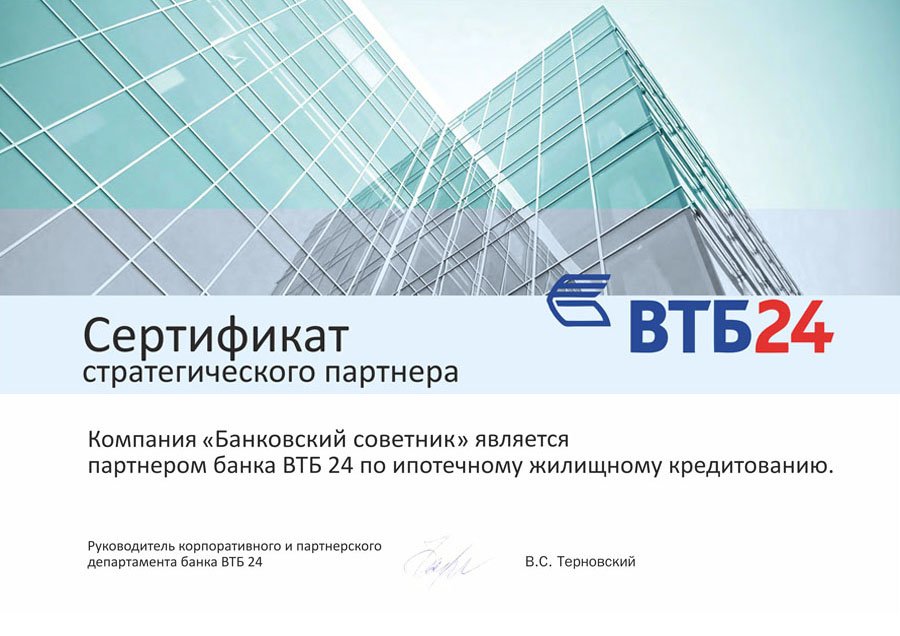 Сертификат
стратегического партнера
ВТБ24
Компания «Банковский советник» является
партнером банка ВТБ 24 по ипотечному жилищному кредитованию.
Руководитель корпоративного и партнерского
департамента банка ВТБ 24
В.С. Терновский